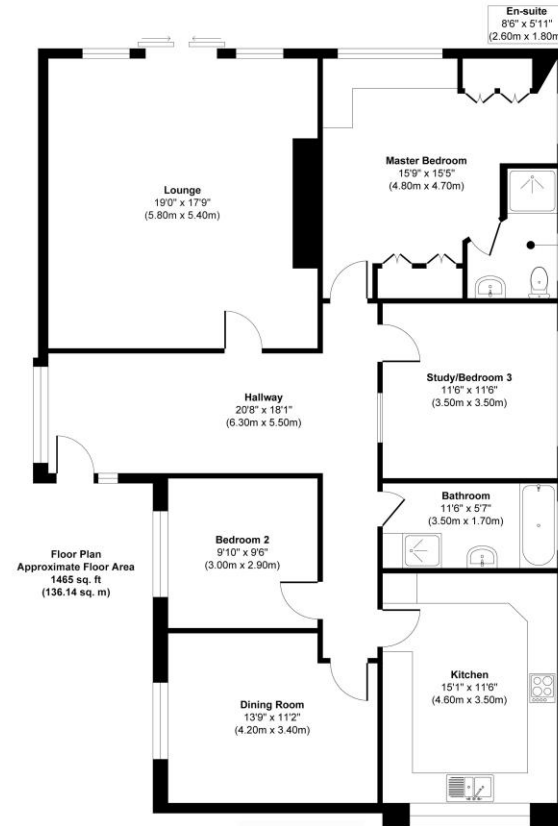 En-suite
8'6" x 5'11"
(2.60m x 1.80m
Lounge
19'0" x 17'9"
(5.80m x 5.40m)
Master Bedroom
15'9" x 15'5"
(4.80m x 4.70m)
Study/Bedroom 3
11'6" x 11'6"
(3.50m x 3.50m)
Hallway
20'8" x 18'1"
(6.30m x 5.50m)
Bathroom
11'6" x 5'7"
(3.50m x 1.70m)
Bedroom 2
9'10" x 9'6"
(3.00m x 2.90m)
Floor Plan
Approximate Floor Area
1465 sq. ft
(136.14 sq. m)
Kitchen
15'1" x 11'6"
(4.60m x 3.50m)
Dining Room
13'9" x 11'2"
(4.20m x 3.40m)